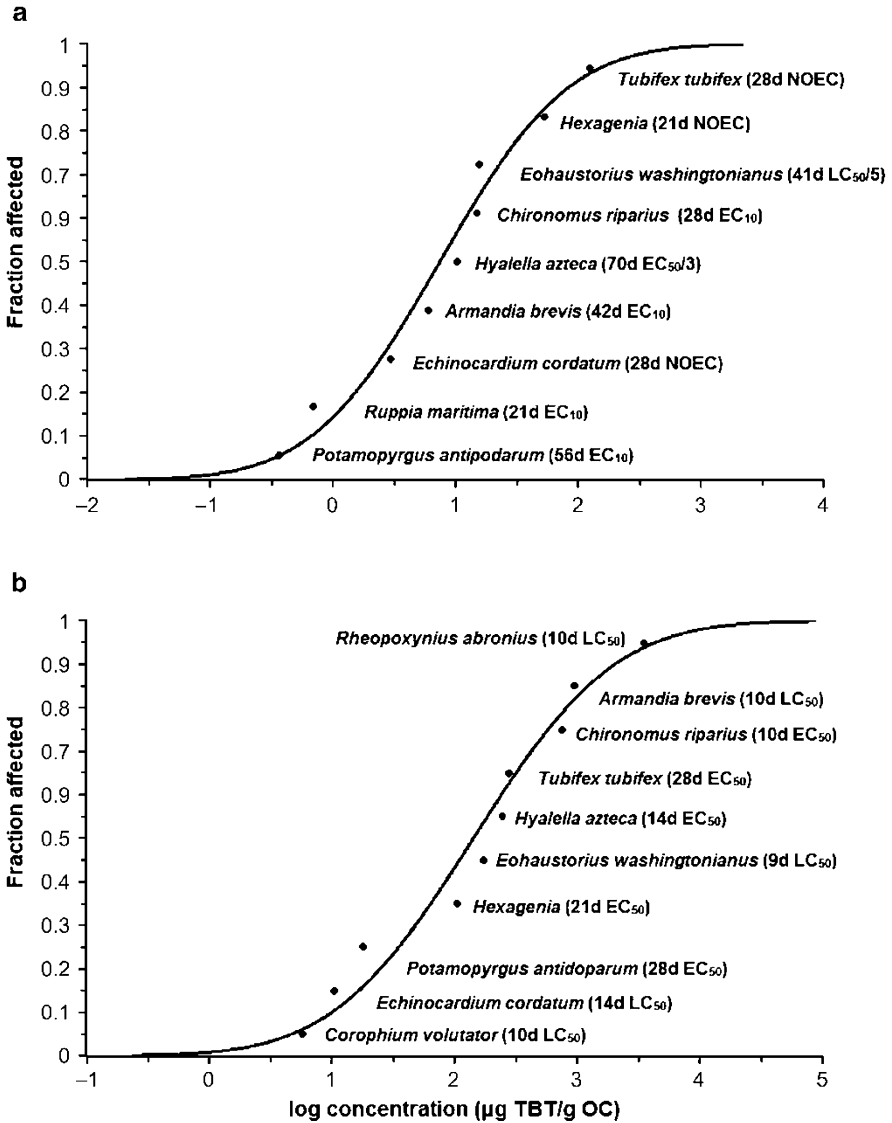 a
1
0.9
0.8
0.7
0.9
0.5
0.4
0.3
0.2
0.1
0
Fraction affected
Tubifex tubifex (28d NOEC)
Hexagenia (21d NOEC)
Eohaustorius washingtonianus (41d LC50/5)
Chironomus riparius (28d EC10)
Hyalella azteca (70d EC50/3)
Armandia brevis (42d EC10)
Echinocardium cordatum (28d NOEC)
Ruppia maritima (21d EC10)
Potamopyrgus antipodarum (56d EC10)
−2 −1 0 1 2 3 4
b
1
0.9
0.8
0.7
0.9
0.5
0.4
0.3
0.2
0.1
0
Fraction affected
Rheopoxynius abronius (10d LC50)
Armandia brevis (10d LC50)
Chironomus riparius (10d EC50)
Tubifex tubifex (28d EC50)
Hyalella azteca (14d EC50)
Eohaustorius washingtonianus (9d LC50)
Hexagenia (21d EC50)
Potamopyrgus antidoparum (28d EC50)
Echinocardium cordatum (14d LC50)
Corophium volutator (10d LC50)
−1 0 1 2 3 4 5
log concentration (µg TBT/g OC)